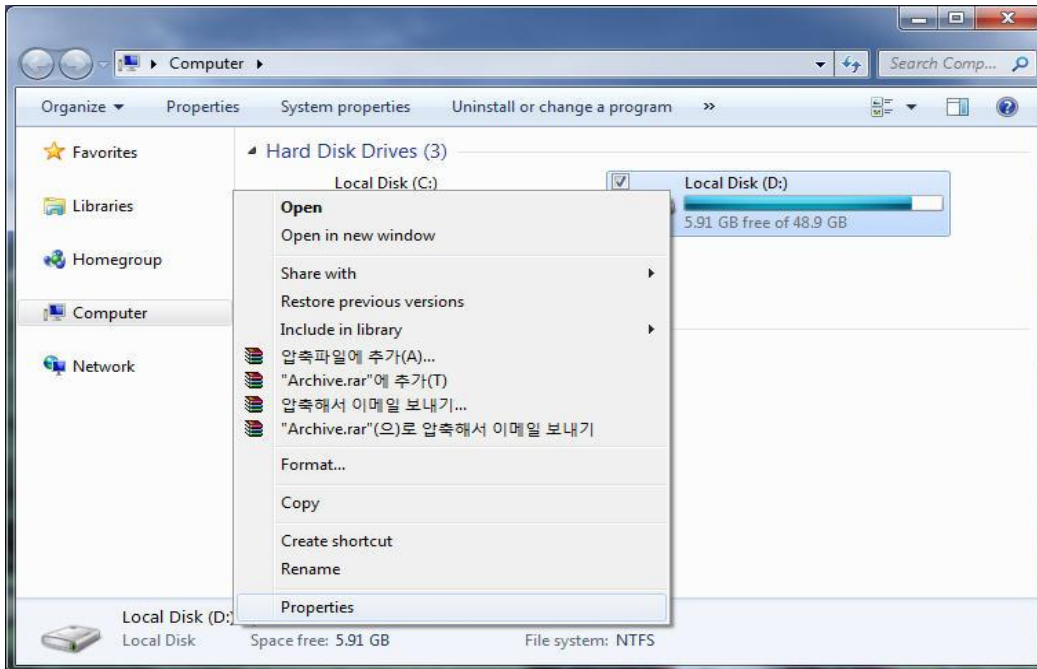 Computer
Search Comp...
Organize
Properties
System properties
Uninstall or change a program
»
Favorites
Libraries
Homegroup
Computer
Network
Hard Disk Drives (3)
Local Disk (C:)
Local Disk (D:)
5.91 GB free of 48.9 GB
Open
Open in new window
Share with
Restore previous versions
Include in library
압축파일에 추가(A)...
"Archive.rar"에 추가(T)
압축해서 이메일 보내기...
"Archive.rar"(으)로 압축해서 이메일 보내기
Format...
Copy
Create shortcut
Rename
Properties
Local Disk (D:)
Local Disk
Space free: 5.91 GB
File system: NTFS